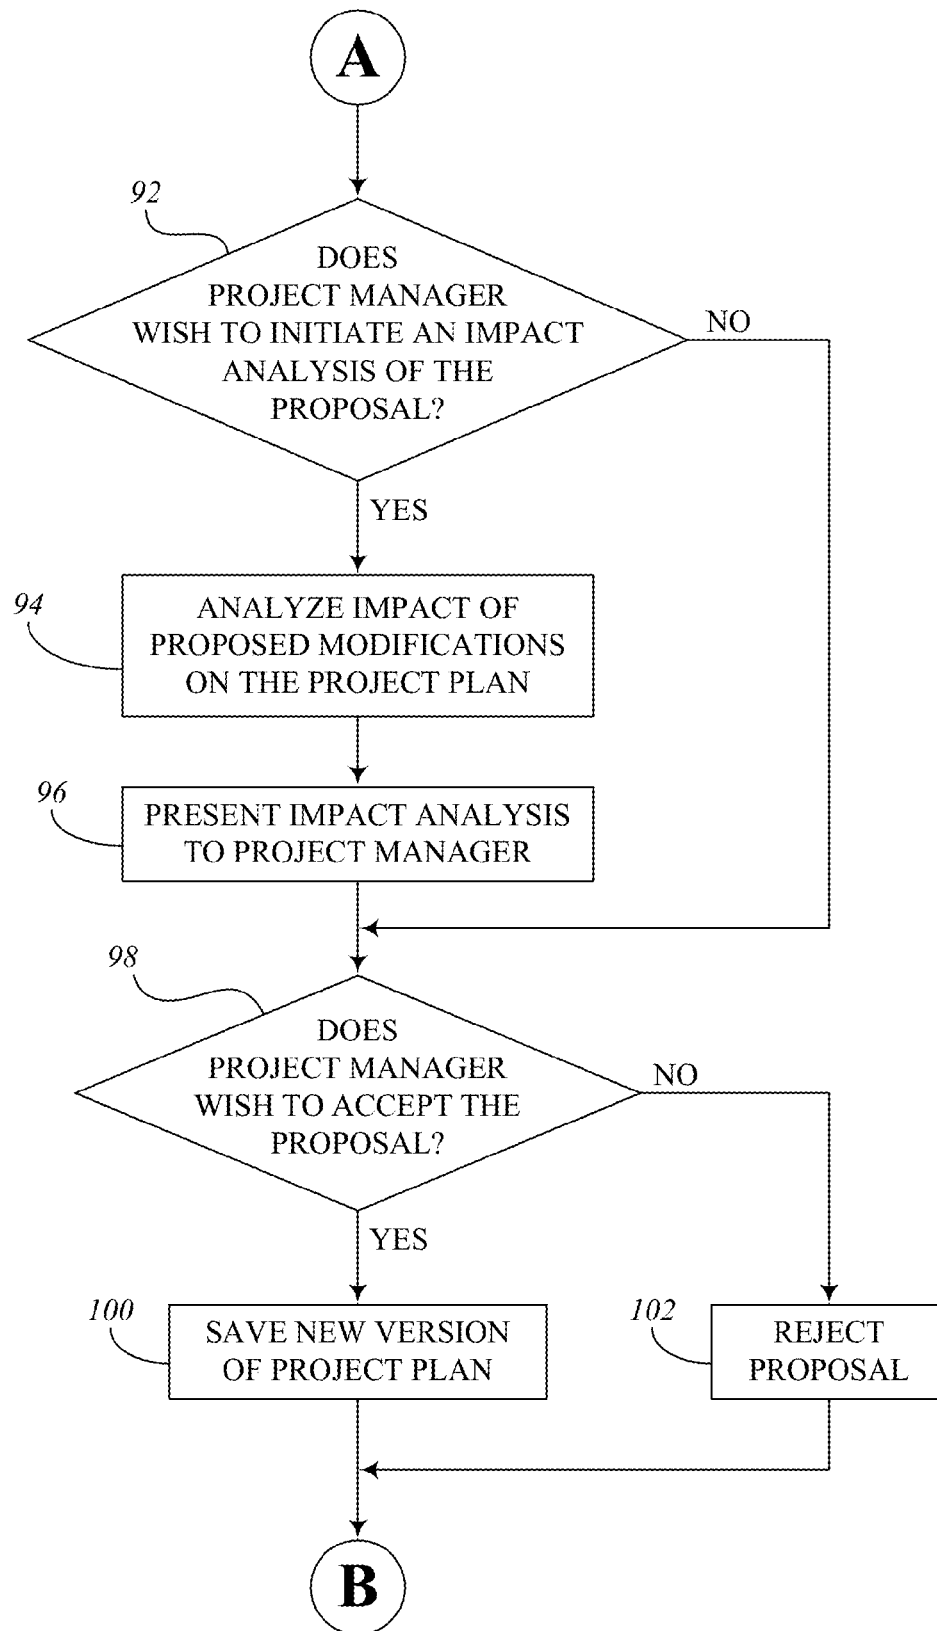 A
92
DOES
PROJECT MANAGER
WISH TO INITIATE AN IMPACT
ANALYSIS OF THE
PROPOSAL?
NO
YES
94
ANALYZE IMPACT OF
PROPOSED MODIFICATIONS
ON THE PROJECT PLAN
96
PRESENT IMPACT ANALYSIS
TO PROJECT MANAGER
98
DOES
PROJECT MANAGER
WISH TO ACCEPT THE
PROPOSAL?
NO
YES
100
SAVE NEW VERSION
OF PROJECT PLAN
102
REJECT
PROPOSAL
B